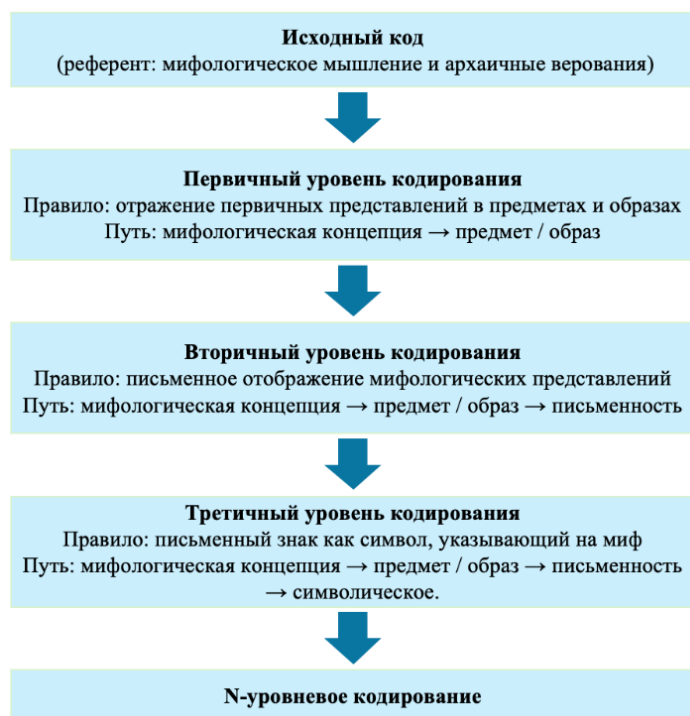 Исходный код
(референт: мифологическое мышление и архаичные верования)
Первичный уровень кодирования
Правило: отражение первичных представлений в предметах и образах
Путь: мифологическая концепция → предмет / образ
Вторичный уровень кодирования
Правило: письменное отображение мифологических представлений
Путь: мифологическая концепция → предмет / образ → письменность
Третичный уровень кодирования
Правило: письменный знак как символ, указывающий на миф
Путь: мифологическая концепция → предмет / образ → письменность
→ символическое.
N-уровневое кодирование